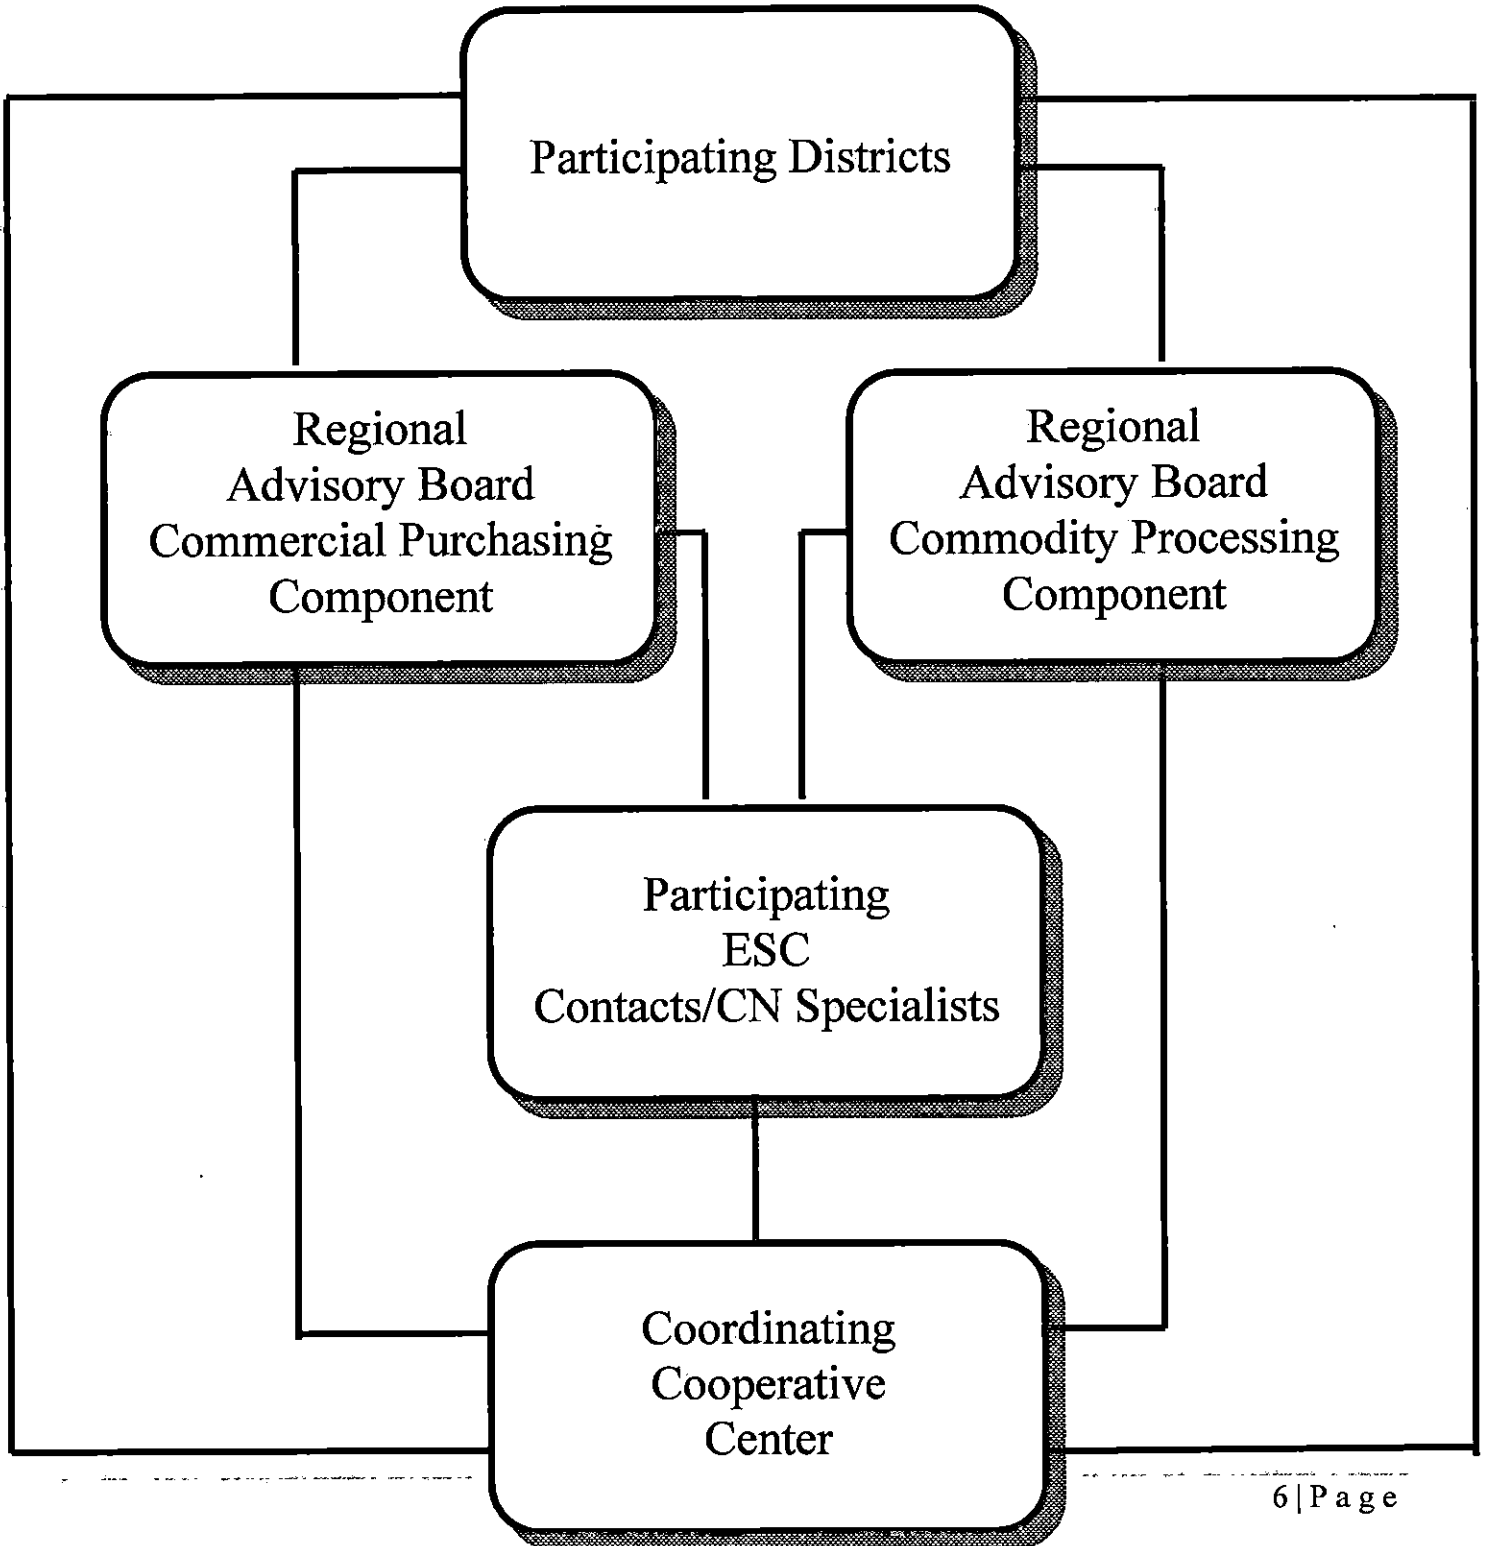 Participating Districts
Regional
Advisory Board
Commercial Purchasing
Component
Regional
Advisory Board
Commodity Processing
Component
Participating
ESC
Contacts/CN Specialists
Coordinating
Cooperative
Center
6|Page